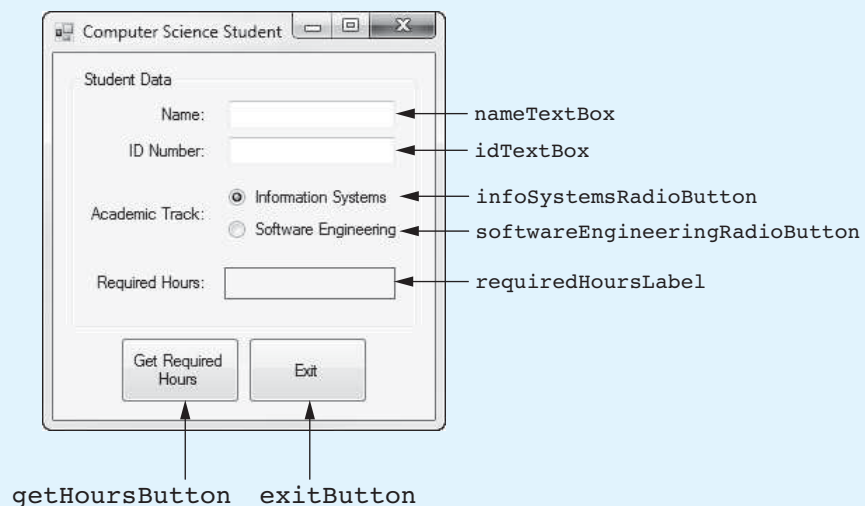 Computer Science Student
Student Data
Name:
nameTextBox
ID Number:
idTextBox
Academic Track:
Information Systems
infoSystemsRadioButton
Software Engineering
softwareEngineeringRadioButton
Required Hours:
requiredHoursLabel
Get Required
Hours
Exit
getHoursButton
exitButton